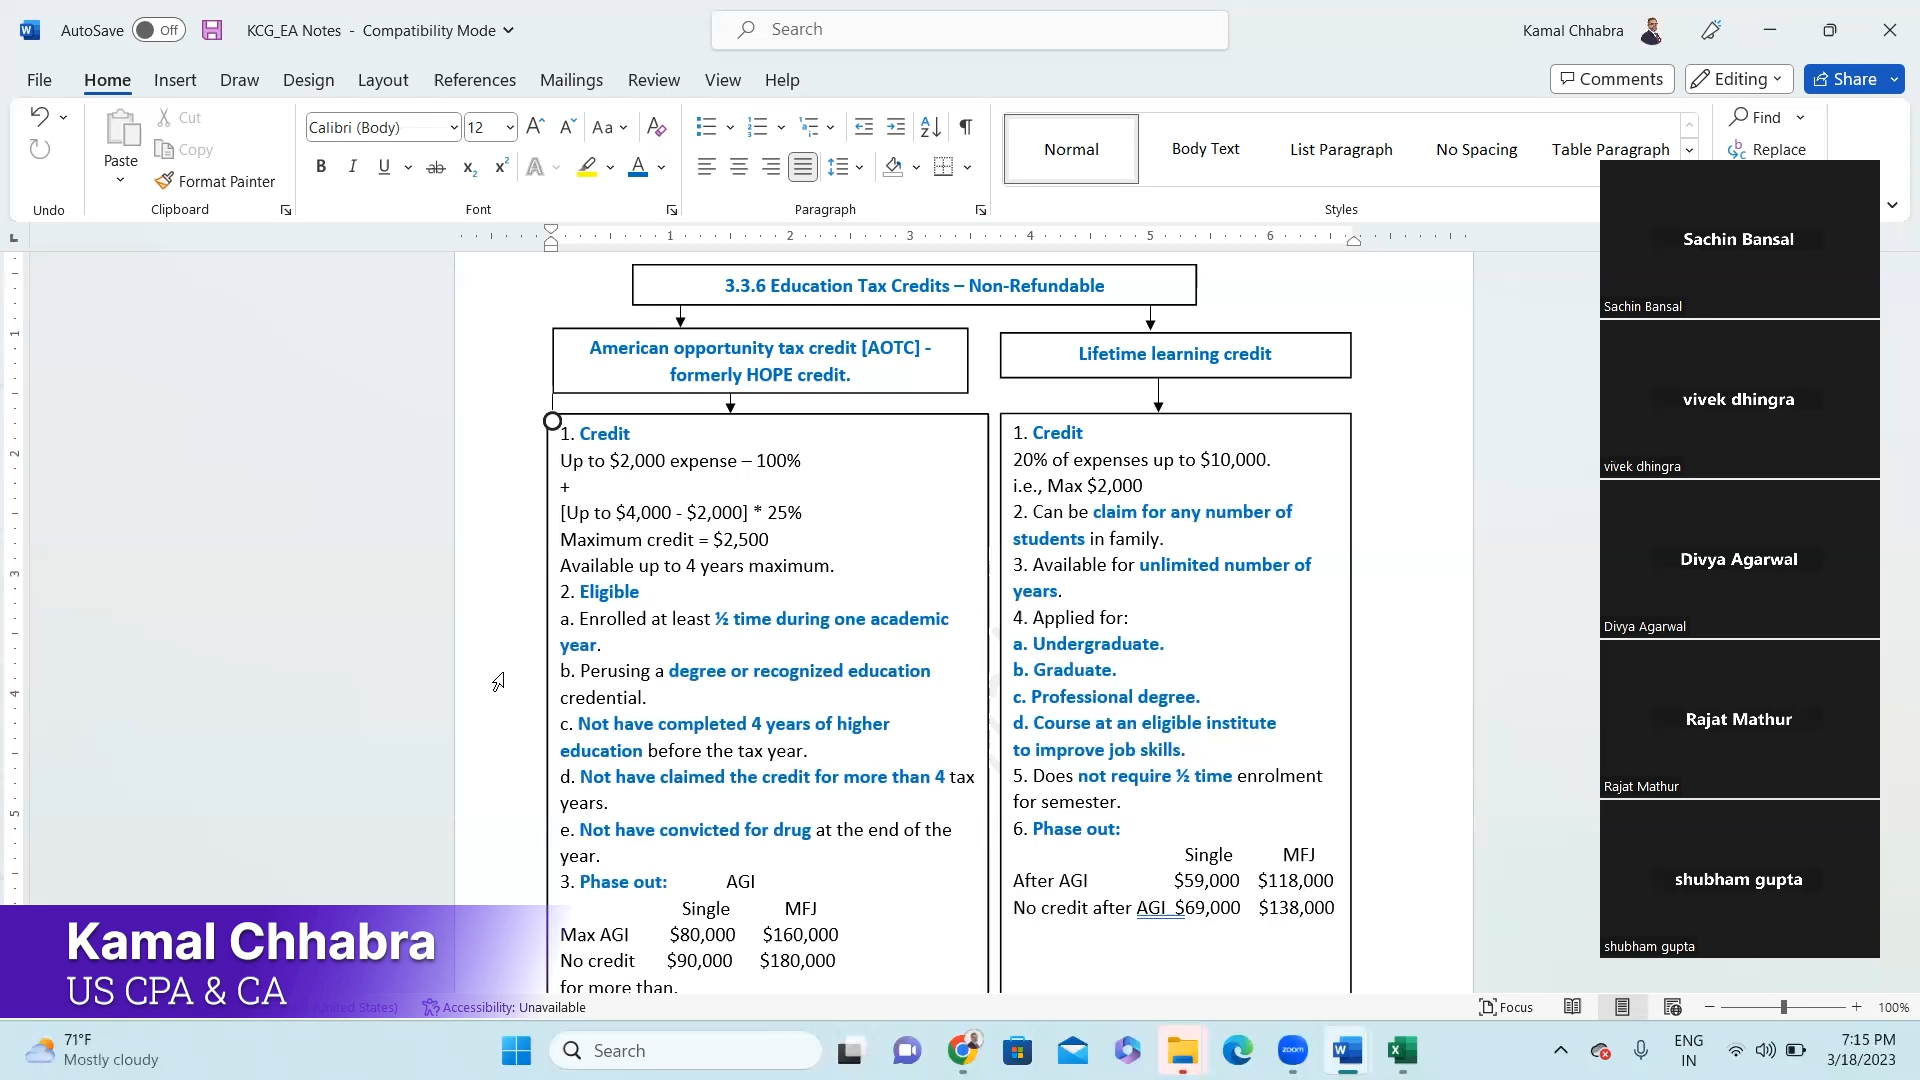 AutoSave Off KCG_EA Notes - Compatibility Mode Search Kamal Chhabra
File Home Insert Draw Design Layout References Mailings Review View Help Comments Editing Share
Paste Cut Copy Format Painter
Calibri (Body) 12
Normal Body Text List Paragraph No Spacing Table Paragraph
Find Replace
Undo Clipboard Font Paragraph Styles
1 2 3 4 5 6
3.3.6 Education Tax Credits – Non-Refundable
American opportunity tax credit [AOTC] -
formerly HOPE credit.
1. Credit
Up to $2,000 expense – 100%
+
[Up to $4,000 - $2,000] * 25%
Maximum credit = $2,500
Available up to 4 years maximum.
2. Eligible
a. Enrolled at least ½ time during one academic
year.
b. Perusing a degree or recognized education
credential.
c. Not have completed 4 years of higher
education before the tax year.
d. Not have claimed the credit for more than 4 tax
years.
e. Not have convicted for drug at the end of the
year.
3. Phase out: AGI
Single MFJ
Max AGI $80,000 $160,000
No credit $90,000 $180,000
for more than.
Lifetime learning credit
1. Credit
20% of expenses up to $10,000.
i.e., Max $2,000
2. Can be claim for any number of
students in family.
3. Available for unlimited number of
years.
4. Applied for:
a. Undergraduate.
b. Graduate.
c. Professional degree.
d. Course at an eligible institute
to improve job skills.
5. Does not require ½ time enrolment
for semester.
6. Phase out:
Single MFJ
After AGI $59,000 $118,000
No credit after AGI $69,000 $138,000
Sachin Bansal
Sachin Bansal
vivek dhingra
vivek dhingra
Divya Agarwal
Divya Agarwal
Rajat Mathur
Rajat Mathur
shubham gupta
shubham gupta
Kamal Chhabra
US CPA & CA
United States) Accessibility: Unavailable Focus 100%
71°F
Mostly cloudy
Search
zoom
ENG
IN
7:15 PM
3/18/2023